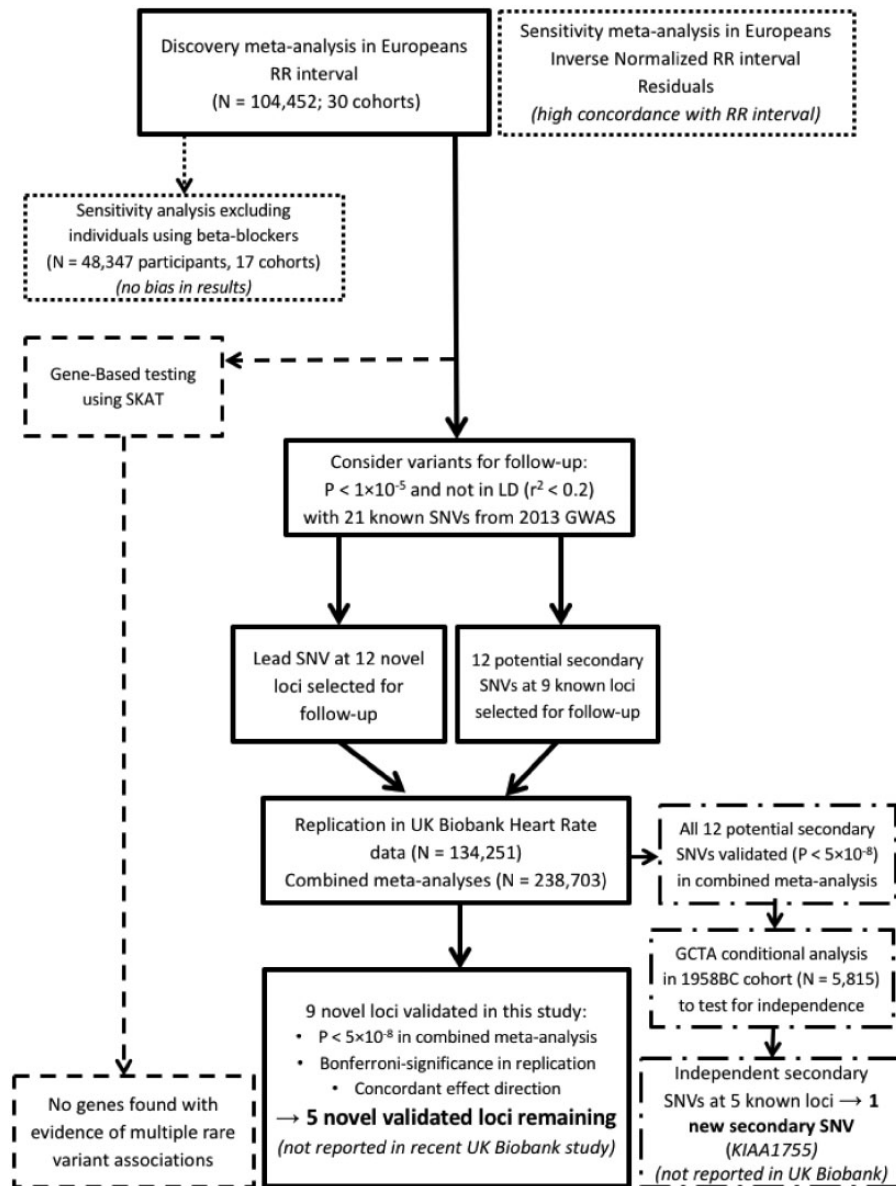 Discovery meta-analysis in Europeans
RR interval
(N = 104,452; 30 cohorts)
Sensitivity meta-analysis in Europeans
Inverse Normalized RR interval
Residuals
(high concordance with RR interval)
Sensitivity analysis excluding
individuals using beta-blockers
(N = 48,347 participants, 17 cohorts)
(no bias in results)
Gene-Based testing
using SKAT
Consider variants for follow-up:
P < 1×10⁻⁵ and not in LD (r² < 0.2)
with 21 known SNVs from 2013 GWAS
Lead SNV at 12 novel
loci selected for
follow-up
12 potential secondary
SNVs at 9 known loci
selected for follow-up
Replication in UK Biobank Heart Rate
data (N = 134,251)
Combined meta-analyses (N = 238,703)
All 12 potential secondary
SNVs validated (P < 5×10⁻⁸)
in combined meta-analysis
GCTA conditional analysis
in 1958BC cohort (N = 5,815)
to test for independence
9 novel loci validated in this study:
• P < 5×10⁻⁸ in combined meta-analysis
• Bonferroni-significance in replication
• Concordant effect direction
→ 5 novel validated loci remaining
(not reported in recent UK Biobank study)
Independent secondary
SNVs at 5 known loci → 1
new secondary SNV
(KIAA1755)
(not reported in UK Biobank)
No genes found with
evidence of multiple rare
variant associations